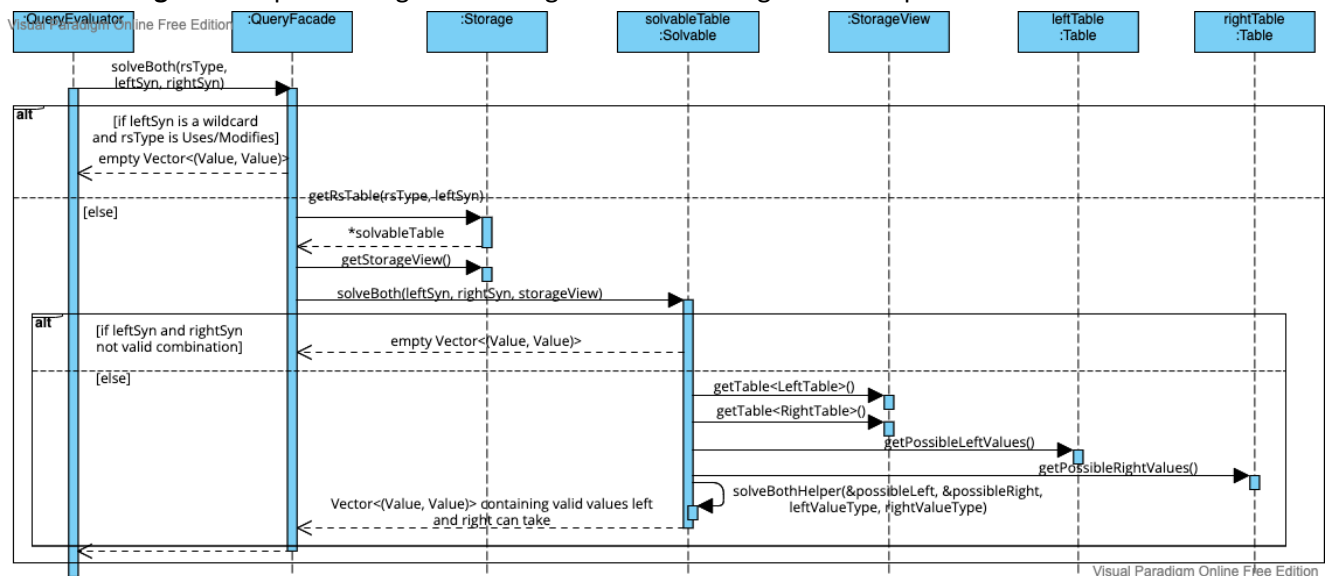 :QueryEvaluator :QueryFacade :Storage solvableTable :StorageView leftTable rightTable
:Solvable :Table :Table
Visual Paradigm Online Free Edition
solveBoth(rsType,
leftSyn, rightSyn)
alt
[if leftSyn is a wildcard
and rsType is Uses/Modifies]
empty Vector<(Value, Value)>
getRsTable(rsType, leftSyn)
[else]
*solvableTable
getStorageView()
solveBoth(leftSyn, rightSyn, storageView)
alt
[if leftSyn and rightSyn
not valid combination]
empty Vector<(Value, Value)>
[else]
getTable<LeftTable>()
getTable<RightTable>()
getPossibleLeftValues()
getPossibleRightValues()
solveBothHelper(&possibleLeft, &possibleRight,
leftValueType, rightValueType)
Vector<(Value, Value)> containing valid values left
and right can take
Visual Paradigm Online Free Edition